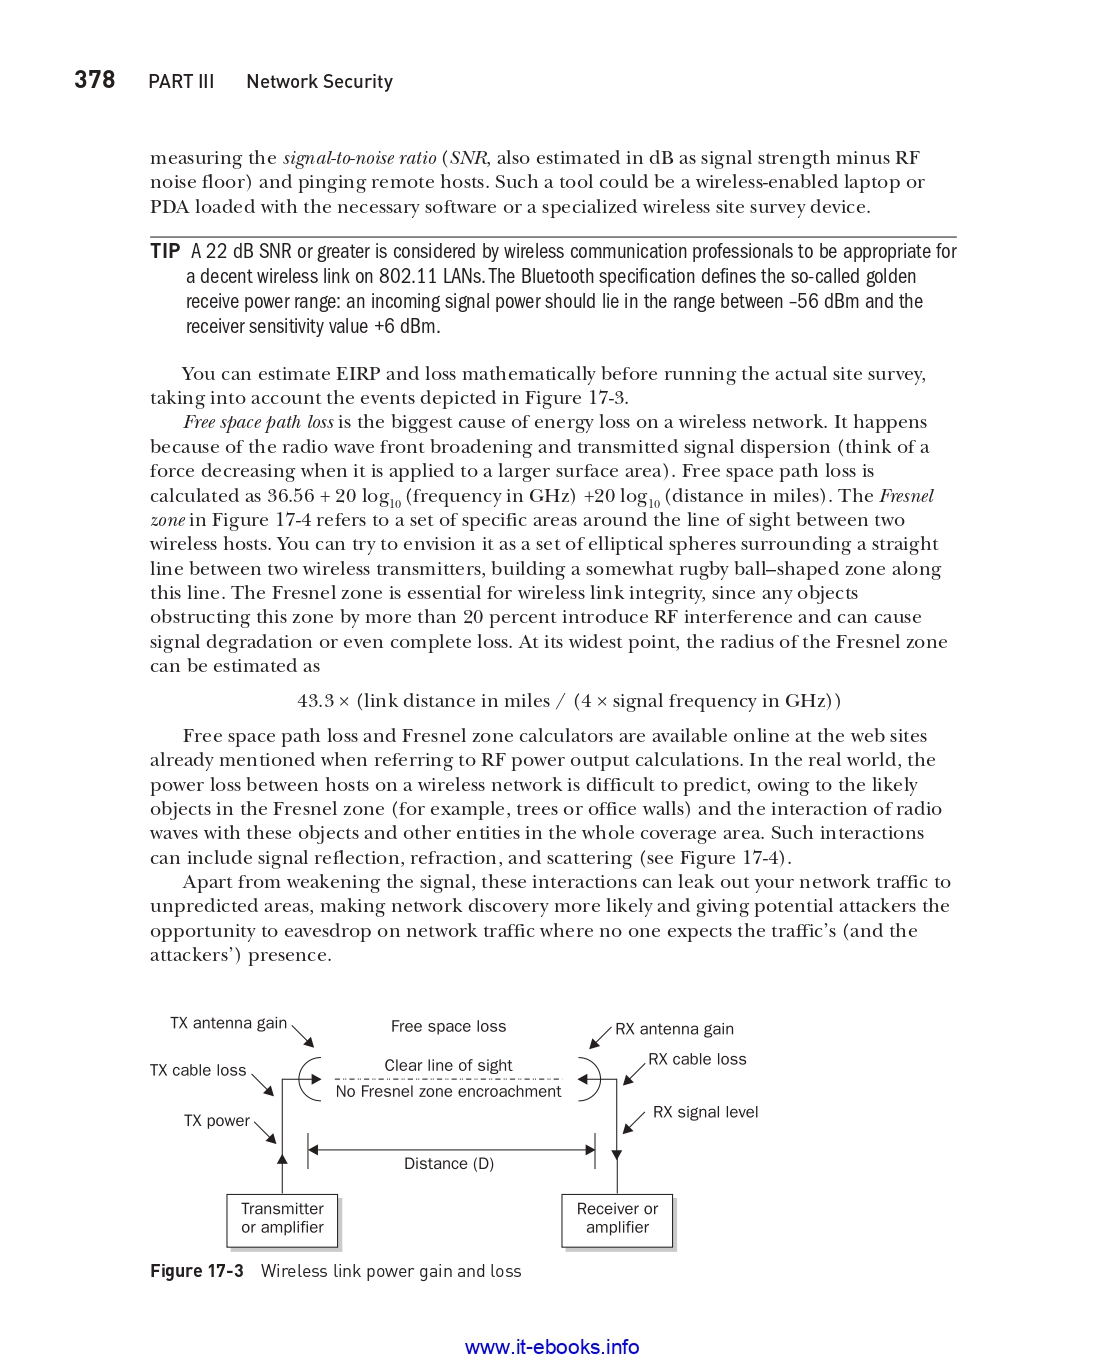 378 PART III Network Security
measuring the signal-to-noise ratio (SNR, also estimated in dB as signal strength minus RF
noise floor) and pinging remote hosts. Such a tool could be a wireless-enabled laptop or
PDA loaded with the necessary software or a specialized wireless site survey device.
TIP A 22 dB SNR or greater is considered by wireless communication professionals to be appropriate for
a decent wireless link on 802.11 LANs. The Bluetooth specification defines the so-called golden
receive power range: an incoming signal power should lie in the range between –56 dBm and the
receiver sensitivity value +6 dBm.
You can estimate EIRP and loss mathematically before running the actual site survey,
taking into account the events depicted in Figure 17-3.
Free space path loss is the biggest cause of energy loss on a wireless network. It happens
because of the radio wave front broadening and transmitted signal dispersion (think of a
force decreasing when it is applied to a larger surface area). Free space path loss is
calculated as 36.56 + 20 log10 (frequency in GHz) +20 log10 (distance in miles). The Fresnel
zone in Figure 17-4 refers to a set of specific areas around the line of sight between two
wireless hosts. You can try to envision it as a set of elliptical spheres surrounding a straight
line between two wireless transmitters, building a somewhat rugby ball–shaped zone along
this line. The Fresnel zone is essential for wireless link integrity, since any objects
obstructing this zone by more than 20 percent introduce RF interference and can cause
signal degradation or even complete loss. At its widest point, the radius of the Fresnel zone
can be estimated as
43.3 × (link distance in miles / (4 × signal frequency in GHz))
Free space path loss and Fresnel zone calculators are available online at the web sites
already mentioned when referring to RF power output calculations. In the real world, the
power loss between hosts on a wireless network is difficult to predict, owing to the likely
objects in the Fresnel zone (for example, trees or office walls) and the interaction of radio
waves with these objects and other entities in the whole coverage area. Such interactions
can include signal reflection, refraction, and scattering (see Figure 17-4).
Apart from weakening the signal, these interactions can leak out your network traffic to
unpredicted areas, making network discovery more likely and giving potential attackers the
opportunity to eavesdrop on network traffic where no one expects the traffic's (and the
attackers') presence.
TX antenna gain
Free space loss
RX antenna gain
TX cable loss
Clear line of sight
RX cable loss
No Fresnel zone encroachment
TX power
RX signal level
Distance (D)
Transmitter
or amplifier
Receiver or
amplifier
Figure 17-3 Wireless link power gain and loss
www.it-ebooks.info